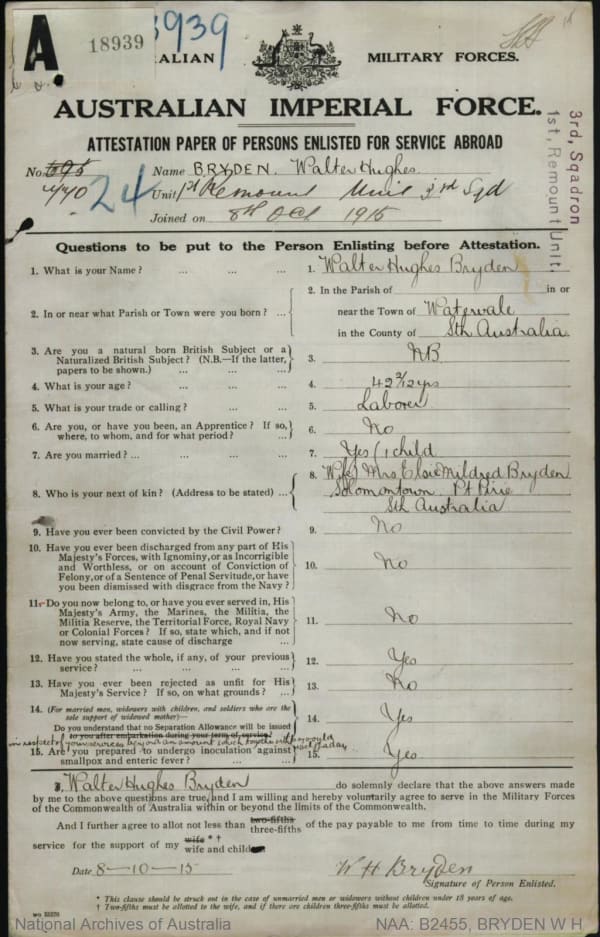 A
18939
3939
AUSTRALIAN MILITARY FORCES.
AUSTRALIAN IMPERIAL FORCE.
3rd, Sqadron
1st, Remount Unit.
ATTESTATION PAPER OF PERSONS ENLISTED FOR SERVICE ABROAD
No. 595 Name BRYDEN. Walter Hughes.
24 Unit 1st Remount Unit 3rd Sqd
Joined on 8th Oct 1915
Questions to be put to the Person Enlisting before Attestation.
1. What is your Name? ... ... ... 1. Walter Hughes Bryden
2. In or near what Parish or Town were you born? ... 2. In the Parish of in or
near the Town of Watervale
in the County of Sth Australia
3. Are you a natural born British Subject or a Naturalized British Subject? (N.B.—If the latter, papers to be shown.) ... ... 3. NB
4. What is your age? ... ... ... 4. 42 2/12 yrs
5. What is your trade or calling? ... ... 5. Laborer
6. Are you, or have you been, an Apprentice? If so, where, to whom, and for what period? ... 6. No
7. Are you married? ... ... ... 7. Yes (1 child
8. Who is your next of kin? (Address to be stated) ... 8. Wife) Mrs Elsie Mildred Bryden
Solomontown. Pt Pirie
Sth Australia
9. Have you ever been convicted by the Civil Power? 9. No
10. Have you ever been discharged from any part of His
Majesty's Forces, with Ignominy, or as Incorrigible
and Worthless, or on account of Conviction of
Felony, or of a Sentence of Penal Servitude, or have
you been dismissed with disgrace from the Navy? 10. No
11. Do you now belong to, or have you ever served in, His
Majesty's Army, the Marines, the Militia, the
Militia Reserve, the Territorial Force, Royal Navy
or Colonial Forces? If so, state which, and if not
now serving, state cause of discharge ... 11. No
12. Have you stated the whole, if any, of your previous
service? ... ... ... ... 12. Yes
13. Have you ever been rejected as unfit for His
Majesty's Service? If so, on what grounds? ... 13. No
14. (For married men, widowers with children, and soldiers who are the
sole support of widowed mother)—
Do you understand that no Separation Allowance will be issued
to you after embarkation during your term of service? 14. Yes
in respect of your services beyond an amount which together with pay would
15. Are you prepared to undergo inoculation against
smallpox and enteric fever? ... ... 15. Yes
I, Walter Hughes Bryden do solemnly declare that the above answers made
by me to the above questions are true, and I am willing and hereby voluntarily agree to serve in the Military Forces
of the Commonwealth of Australia within or beyond the limits of the Commonwealth.
And I further agree to allot not less than two-fifths three-fifths of the pay payable to me from time to time during my
service for the support of my wife * † wife and child
Date 8-10-15 W H Bryden
Signature of Person Enlisted.
* This clause should be struck out in the case of unmarried men or widowers without children under 18 years of age.
† Two-fifths must be allotted to the wife, and if there are children three-fifths must be allotted.
National Archives of Australia NAA: B2455, BRYDEN W H